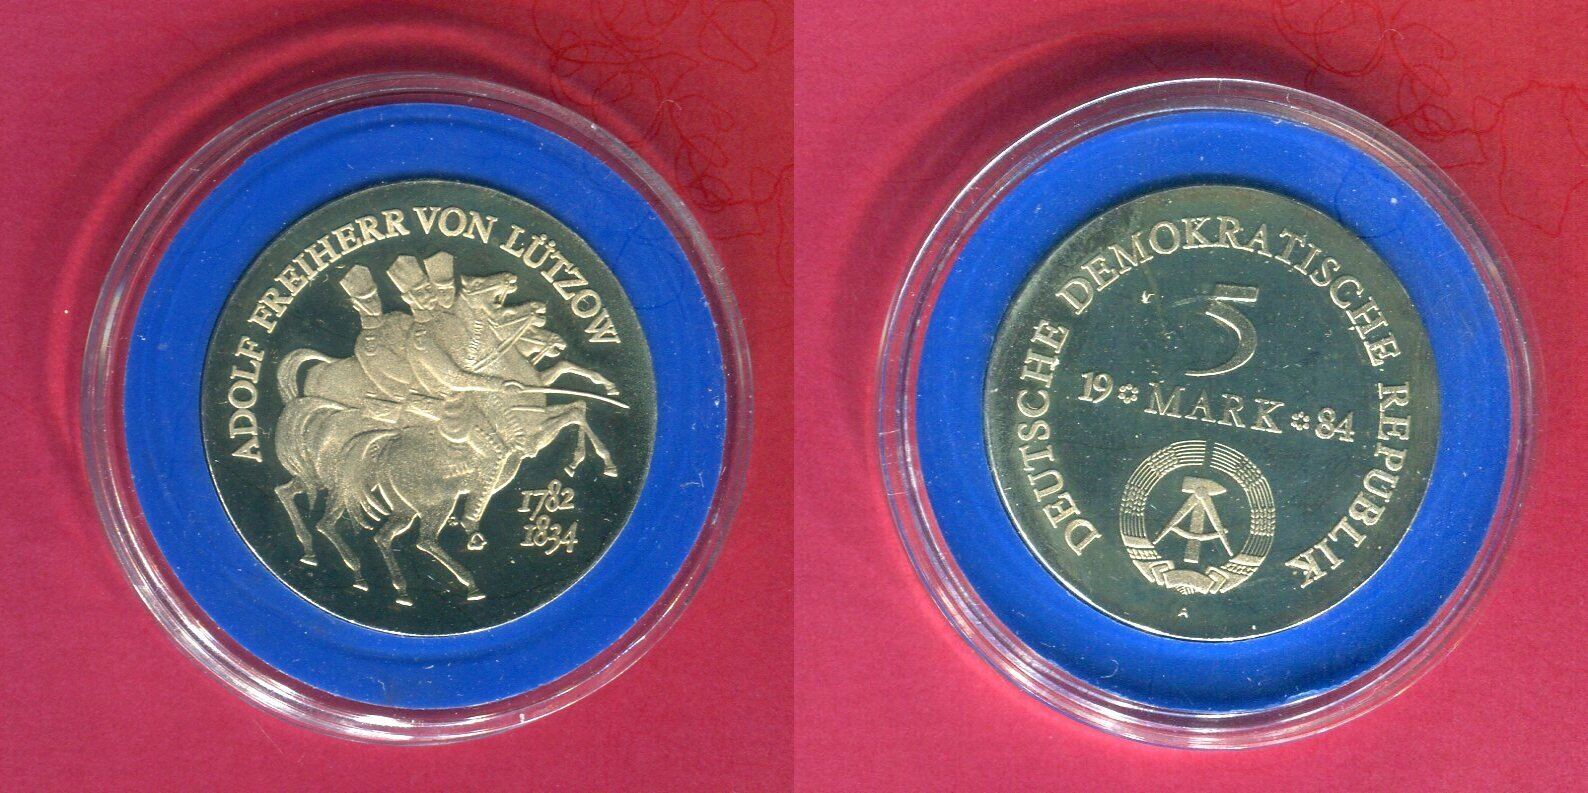 ADOLF FREIHERR VON LÜTZOW
1782
1834
DEUTSCHE DEMOKRATISCHE REPUBLIK
5
19 MARK 84
A